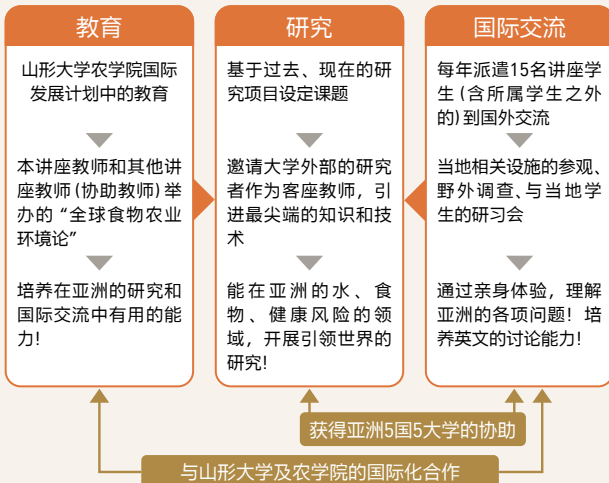 教育
山形大学农学院国际
发展计划中的教育
本讲座教师和其他讲
座教师（协助教师）举
办的“全球食物农业
环境论”
培养在亚洲的研究和
国际交流中有用的能
力！
研究
基于过去、现在的研
究项目设定课题
邀请大学外部的研究
者作为客座教师，引
进最尖端的知识和技
术
能在亚洲的水、食
物、健康风险的领
域，开展引领世界的
研究！
国际交流
每年派遣15名讲座学
生（含所属学生之外
的）到国外交流
当地相关设施的参观、
野外调查、与当地学
生的研习会
通过亲身体验，理解
亚洲的各项问题！培
养英文的讨论能力！
获得亚洲5国5大学的协助
与山形大学及农学院的国际化合作